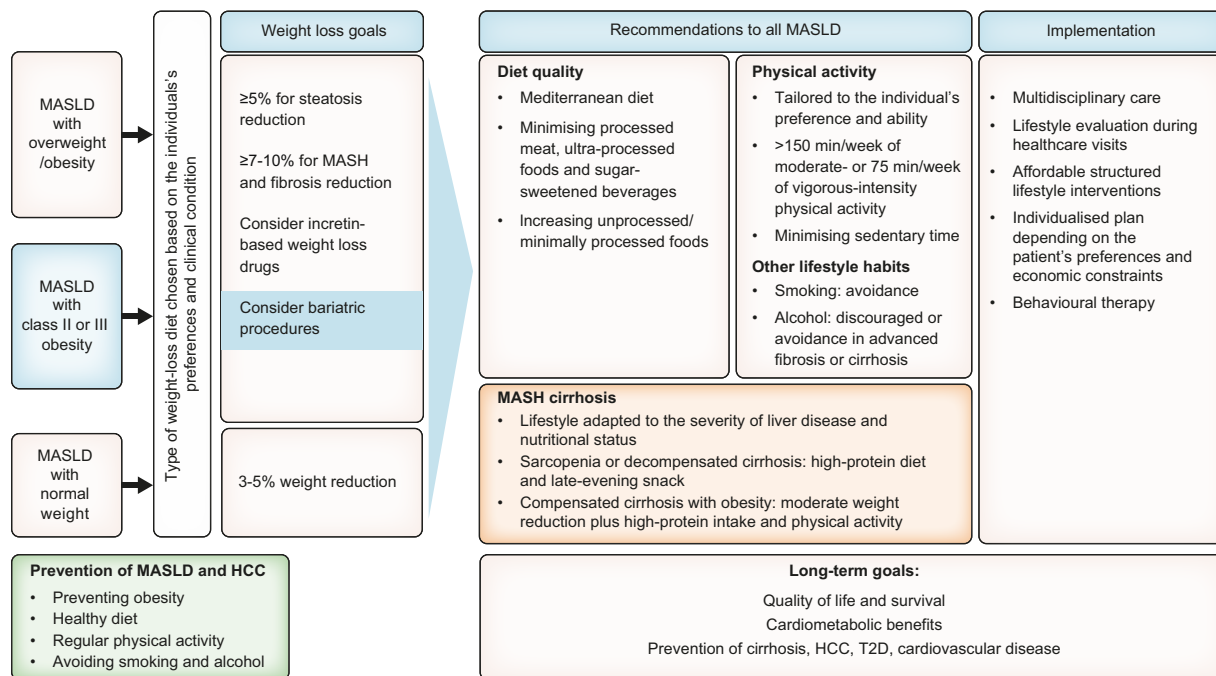 MASLD
with
overweight
/obesity
MASLD
with
class II or III
obesity
MASLD
with
normal
weight
Type of weight-loss diet chosen based on the individuals's
preferences and clinical condition
Weight loss goals
≥5% for steatosis
reduction
≥7-10% for MASH
and fibrosis reduction
Consider incretin-
based weight loss
drugs
Consider bariatric
procedures
3-5% weight reduction
Recommendations to all MASLD
Diet quality
• Mediterranean diet
• Minimising processed
meat, ultra-processed
foods and sugar-
sweetened beverages
• Increasing unprocessed/
minimally processed foods
Physical activity
• Tailored to the individual's
preference and ability
• >150 min/week of
moderate- or 75 min/week
of vigorous-intensity
physical activity
• Minimising sedentary time
Other lifestyle habits
• Smoking: avoidance
• Alcohol: discouraged or
avoidance in advanced
fibrosis or cirrhosis
MASH cirrhosis
• Lifestyle adapted to the severity of liver disease and
nutritional status
• Sarcopenia or decompensated cirrhosis: high-protein diet
and late-evening snack
• Compensated cirrhosis with obesity: moderate weight
reduction plus high-protein intake and physical activity
Implementation
• Multidisciplinary care
• Lifestyle evaluation during
healthcare visits
• Affordable structured
lifestyle interventions
• Individualised plan
depending on the
patient's preferences and
economic constraints
• Behavioural therapy
Prevention of MASLD and HCC
• Preventing obesity
• Healthy diet
• Regular physical activity
• Avoiding smoking and alcohol
Long-term goals:
Quality of life and survival
Cardiometabolic benefits
Prevention of cirrhosis, HCC, T2D, cardiovascular disease